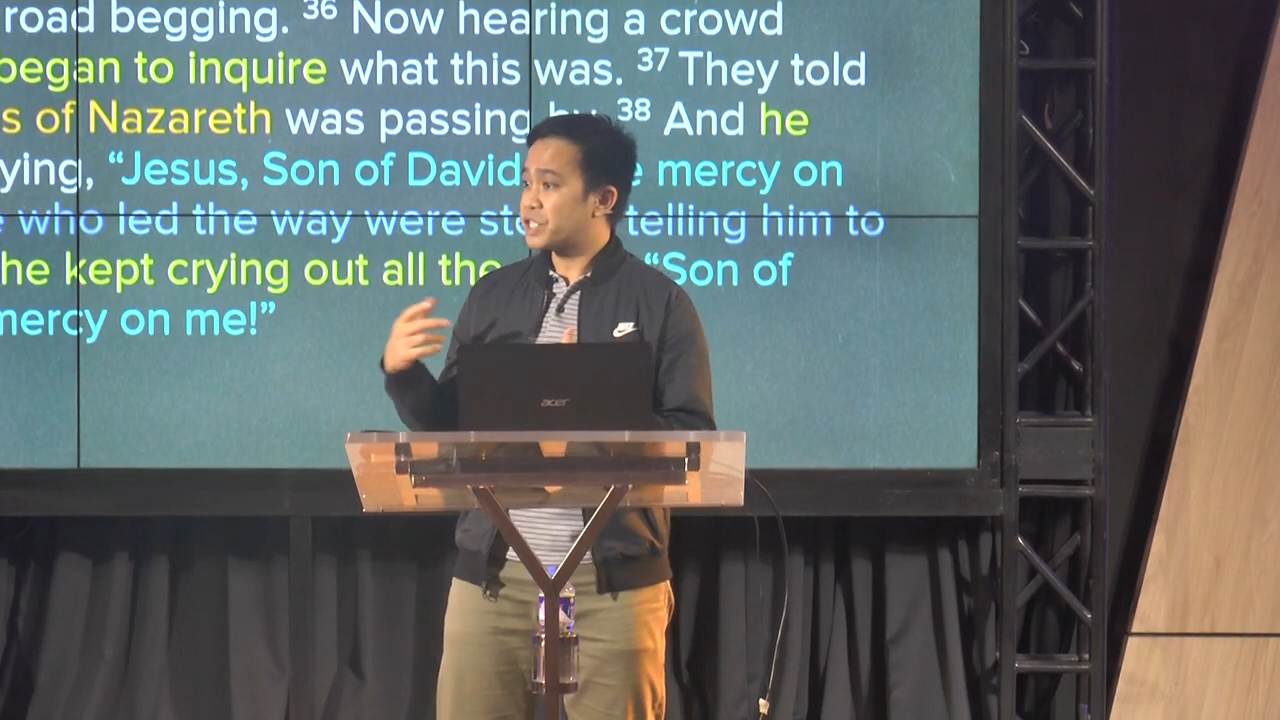 road begging. 36 Now hearing a crowd
began to inquire what this was. 37 They told
s of Nazareth was passing by. 38 And he
ying, “Jesus, Son of David, mercy on
who led the way were telling him to
he kept crying out all the “Son of
mercy on me!”
acer